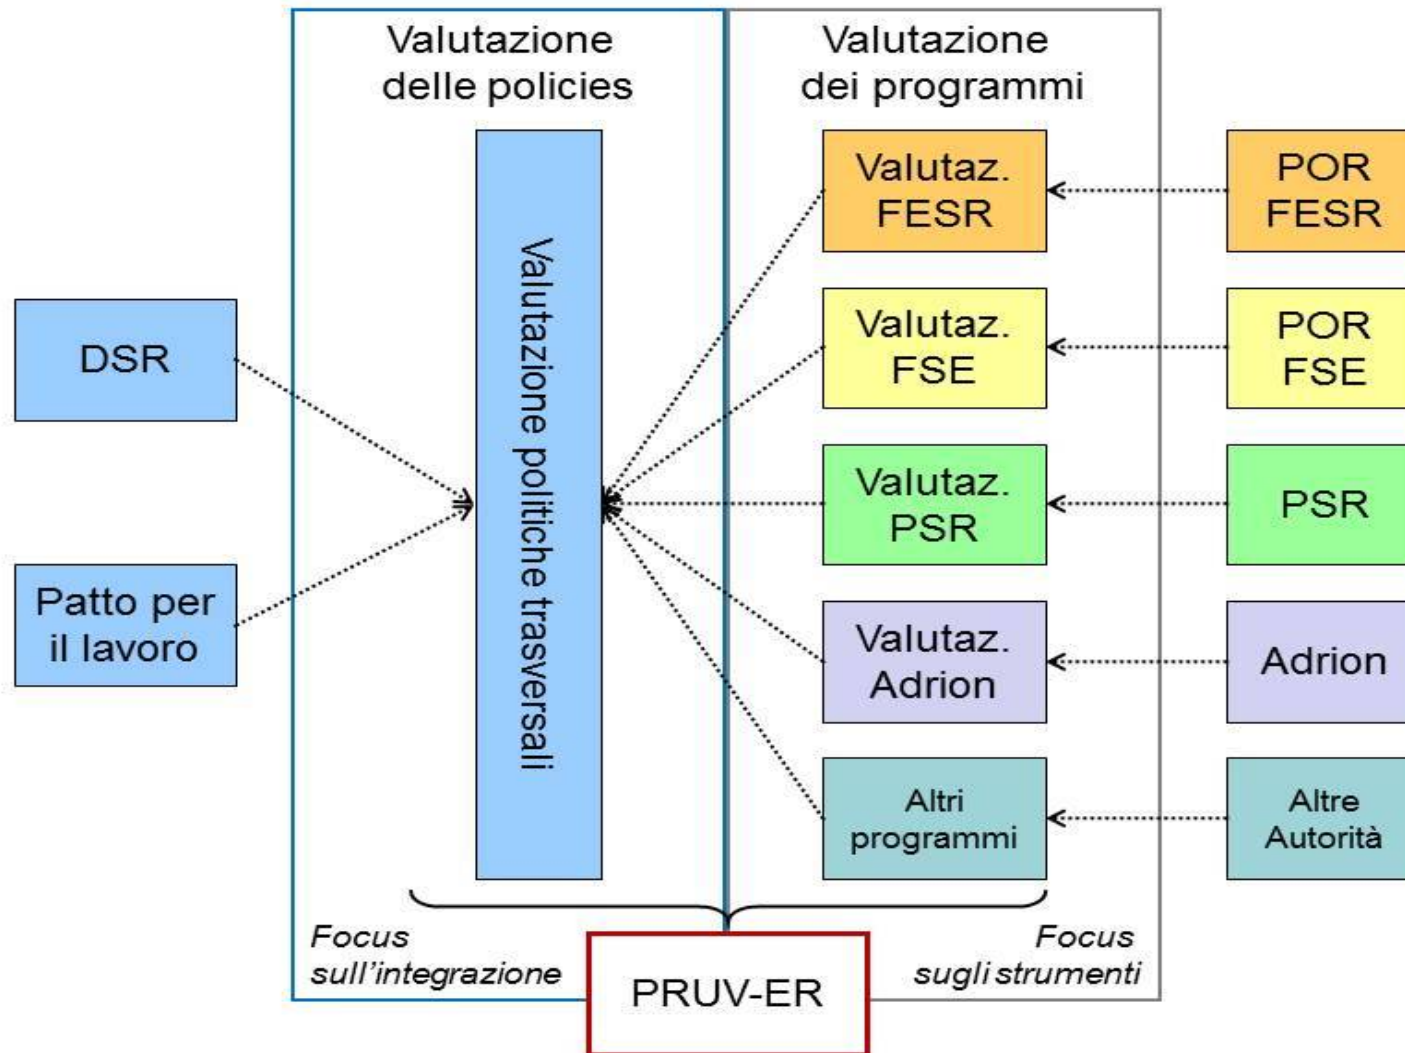 Valutazione
delle policies
Valutazione
dei programmi
DSR
Patto per
il lavoro
Valutazione politiche trasversali
Valutaz.
FESR
POR
FESR
Valutaz.
FSE
POR
FSE
Valutaz.
PSR
PSR
Valutaz.
Adrion
Adrion
Altri
programmi
Altre
Autorità
Focus
sull'integrazione
Focus
sugli strumenti
PRUV-ER